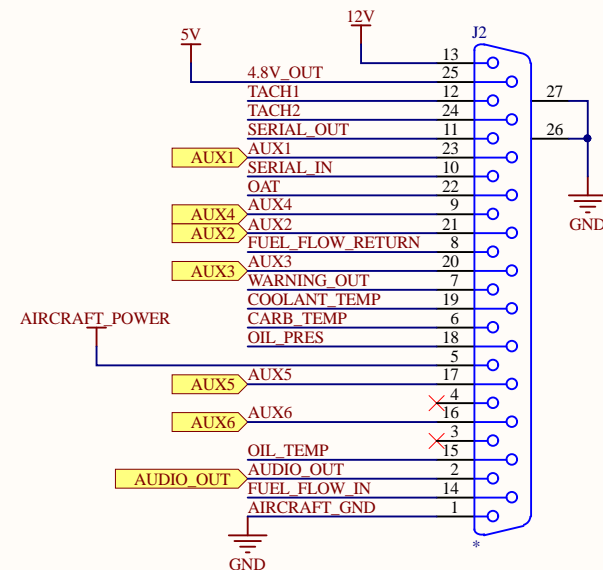 12V
J2
5V
13
4.8V_OUT 25
TACH1 12 27
TACH2 24
SERIAL_OUT 11 26
AUX1 AUX1 23
SERIAL_IN 10
OAT 22
AUX4 AUX4 9
AUX2 AUX2 21
GND
FUEL_FLOW_RETURN 8
AUX3 AUX3 20
WARNING_OUT 7
COOLANT_TEMP 19
AIRCRAFT_POWER CARB_TEMP 6
OIL_PRES 18
5
AUX5 AUX5 17
4
AUX6 AUX6 16
3
OIL_TEMP 15
AUDIO_OUT AUDIO_OUT 2
FUEL_FLOW_IN 14
AIRCRAFT_GND 1
*
GND